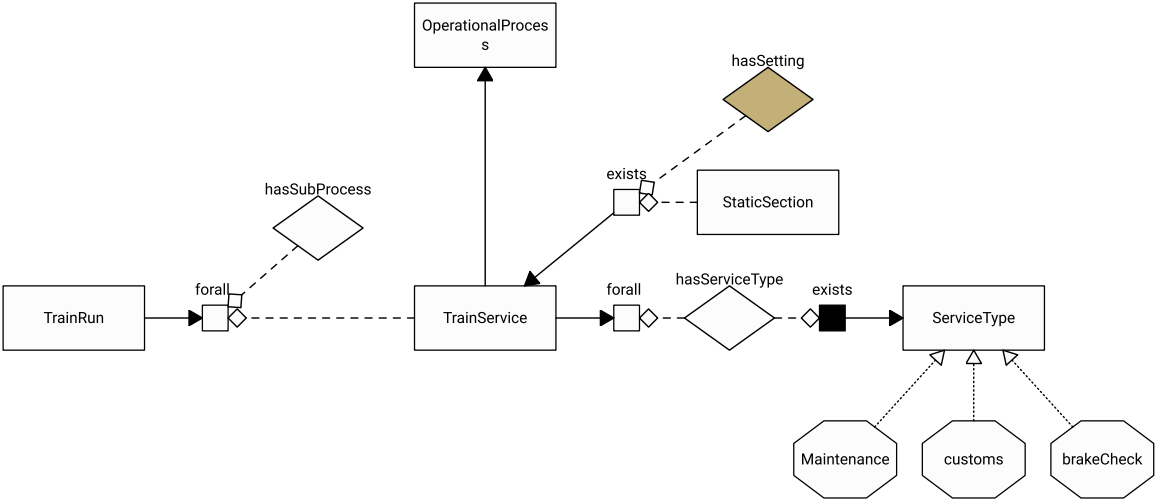 OperationalProces
s
hasSetting
exists
StaticSection
hasSubProcess
forall
TrainRun
TrainService
forall
hasServiceType
exists
ServiceType
Maintenance
customs
brakeCheck